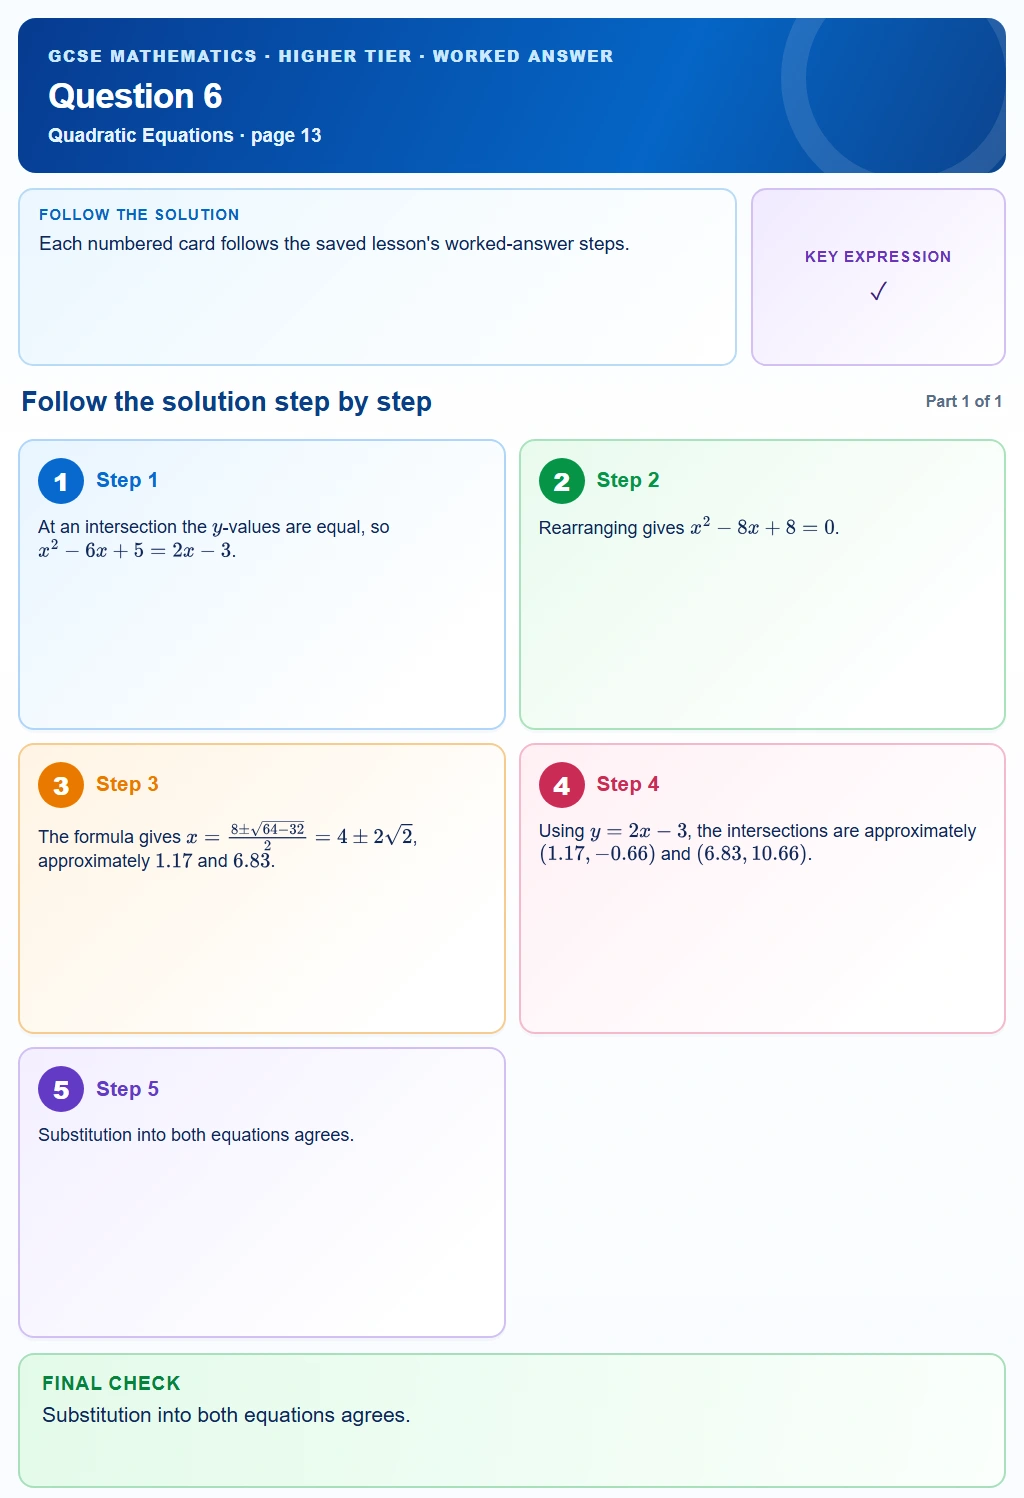 GCSE MATHEMATICS · HIGHER TIER · WORKED ANSWER
Question 6
Quadratic Equations · page 13
FOLLOW THE SOLUTION
Each numbered card follows the saved lesson's worked-answer steps.
KEY EXPRESSION
✓
Follow the solution step by step
Part 1 of 1
1 Step 1
At an intersection the y-values are equal, so
x² − 6x + 5 = 2x − 3.
2 Step 2
Rearranging gives x² − 8x + 8 = 0.
3 Step 3
The formula gives x = (8±√(64−32))/2 = 4 ± 2√2,
approximately 1.17 and 6.83.
4 Step 4
Using y = 2x − 3, the intersections are approximately
(1.17, −0.66) and (6.83, 10.66).
5 Step 5
Substitution into both equations agrees.
FINAL CHECK
Substitution into both equations agrees.